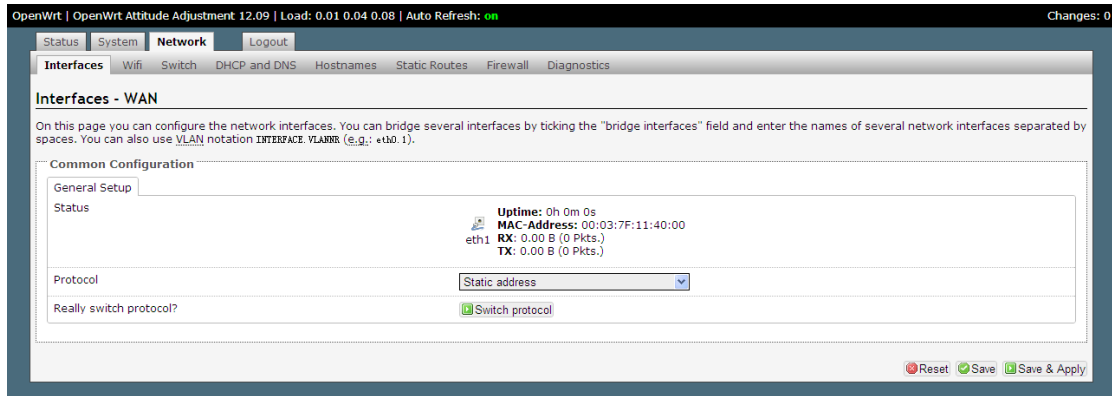 OpenWrt | OpenWrt Attitude Adjustment 12.09 | Load: 0.01 0.04 0.08 | Auto Refresh: on Changes: 0
Status System Network Logout
Interfaces Wifi Switch DHCP and DNS Hostnames Static Routes Firewall Diagnostics
Interfaces - WAN
On this page you can configure the network interfaces. You can bridge several interfaces by ticking the "bridge interfaces" field and enter the names of several network interfaces separated by
spaces. You can also use VLAN notation INTERFACE.VLANNR (e.g.: eth0.1).
Common Configuration
General Setup
Status
Uptime: 0h 0m 0s
MAC-Address: 00:03:7F:11:40:00
eth1 RX: 0.00 B (0 Pkts.)
TX: 0.00 B (0 Pkts.)
Protocol Static address
Really switch protocol? Switch protocol
Reset Save Save & Apply